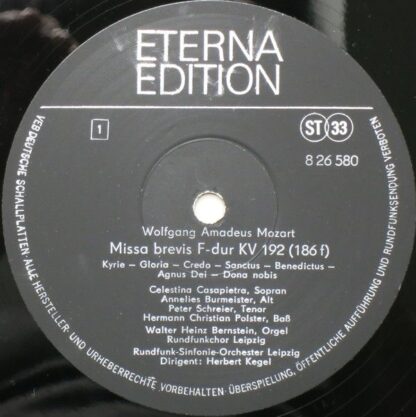 ETERNA
EDITION
1
ST 33
8 26 580
Wolfgang Amadeus Mozart
Missa brevis F-dur KV 192 (186 f)
Kyrie – Gloria – Credo – Sanctus – Benedictus –
Agnus Dei – Dona nobis
Celestina Casapietra, Sopran
Annelies Burmeister, Alt
Peter Schreier, Tenor
Hermann Christian Polster, Baß
Walter Heinz Bernstein, Orgel
Rundfunkchor Leipzig
Rundfunk-Sinfonie-Orchester Leipzig
Dirigent: Herbert Kegel
VEB DEUTSCHE SCHALLPLATTEN · ALLE HERSTELLER- UND URHEBERRECHTE VORBEHALTEN · ÜBERSPIELUNG, ÖFFENTLICHE AUFFÜHRUNG UND RUNDFUNKSENDUNG VERBOTEN